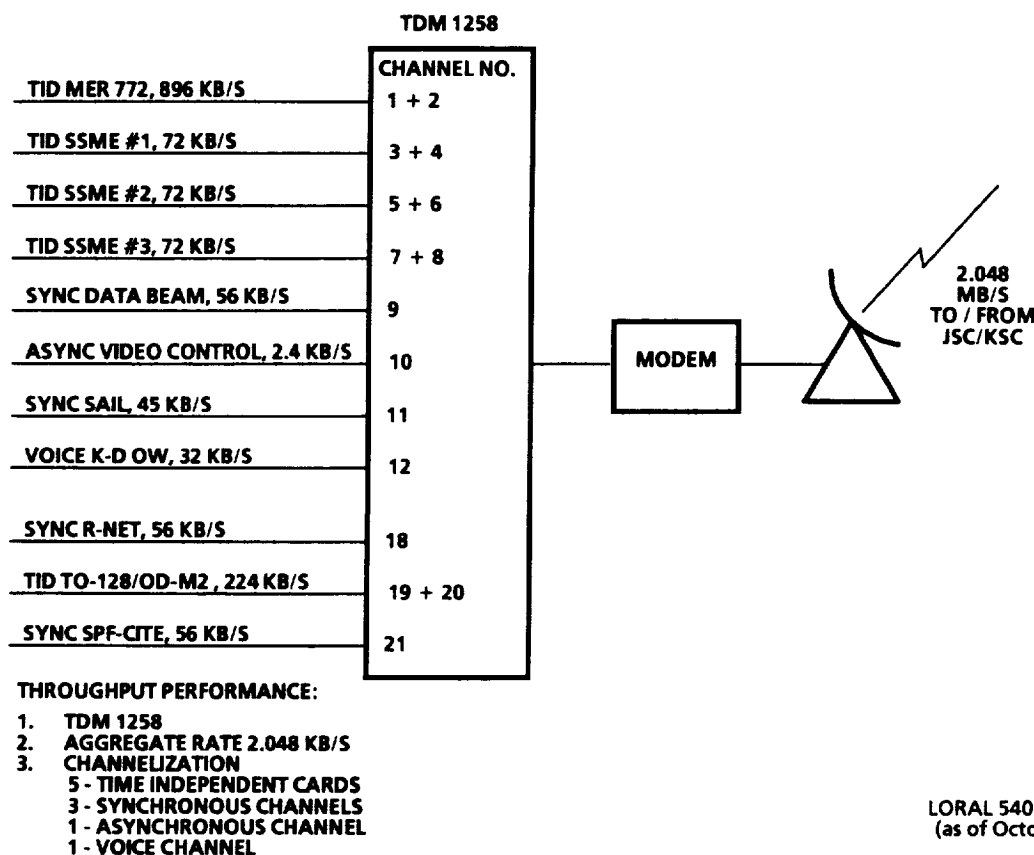 TDM 1258
CHANNEL NO.
TID MER 772, 896 KB/S
1 + 2
TID SSME #1, 72 KB/S
3 + 4
TID SSME #2, 72 KB/S
5 + 6
TID SSME #3, 72 KB/S
7 + 8
SYNC DATA BEAM, 56 KB/S
9
ASYNC VIDEO CONTROL, 2.4 KB/S
10
SYNC SAIL, 45 KB/S
11
VOICE K-D OW, 32 KB/S
12
SYNC R-NET, 56 KB/S
18
TID TO-128/OD-M2 , 224 KB/S
19 + 20
SYNC SPF-CITE, 56 KB/S
21
MODEM
2.048
MB/S
TO / FROM
JSC/KSC
THROUGHPUT PERFORMANCE:
1. TDM 1258
2. AGGREGATE RATE 2.048 KB/S
3. CHANNELIZATION
5 - TIME INDEPENDENT CARDS
3 - SYNCHRONOUS CHANNELS
1 - ASYNCHRONOUS CHANNEL
1 - VOICE CHANNEL
LORAL 540
(as of Octo